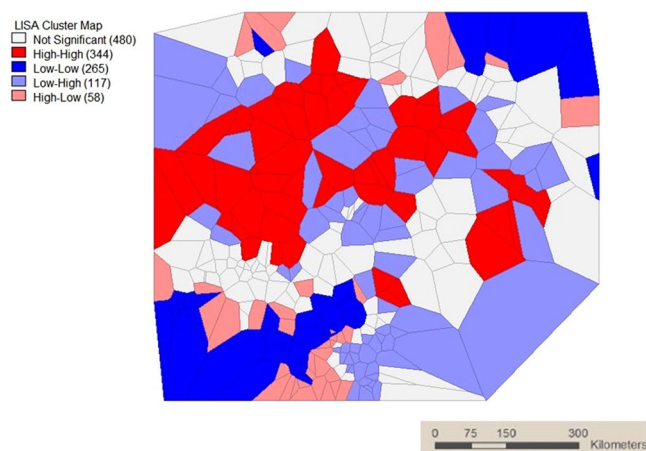 LISA Cluster Map
Not Significant (480)
High-High (344)
Low-Low (265)
Low-High (117)
High-Low (58)
0 75 150 300
Kilometers